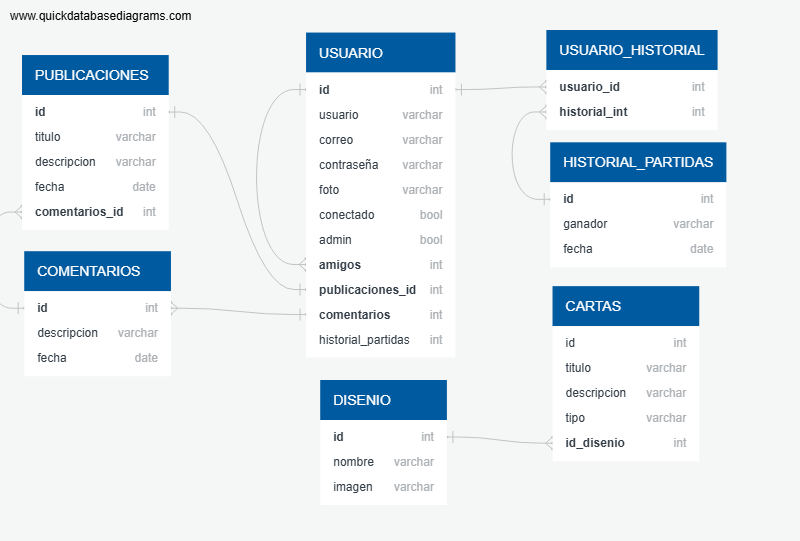 www.quickdatabasediagrams.com
PUBLICACIONES
id int
titulo varchar
descripcion varchar
fecha date
comentarios_id int
COMENTARIOS
id int
descripcion varchar
fecha date
USUARIO
id int
usuario varchar
correo varchar
contraseña varchar
foto varchar
conectado bool
admin bool
amigos int
publicaciones_id int
comentarios int
historial_partidas int
DISENIO
id int
nombre varchar
imagen varchar
USUARIO_HISTORIAL
usuario_id int
historial_int int
HISTORIAL_PARTIDAS
id int
ganador varchar
fecha date
CARTAS
id int
titulo varchar
descripcion varchar
tipo varchar
id_disenio int